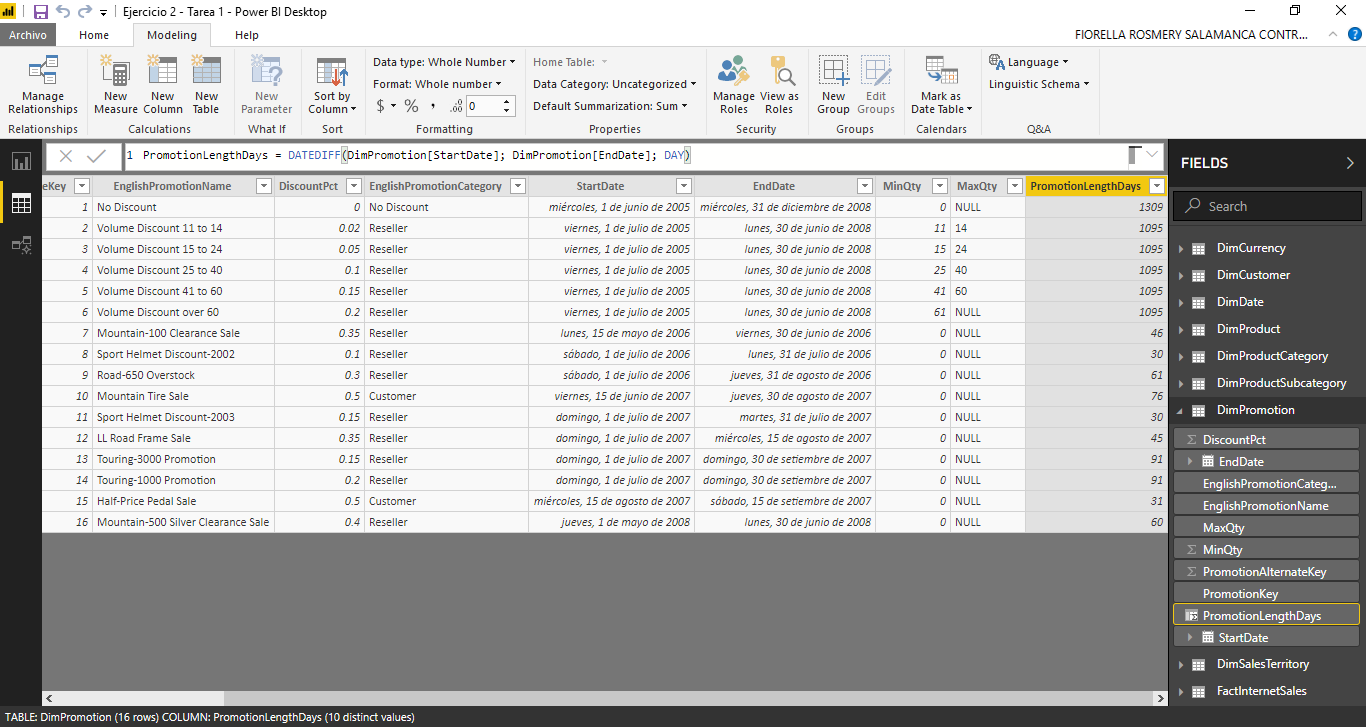 Ejercicio 2 - Tarea 1 - Power BI Desktop
Archivo Home Modeling Help FIORELLA ROSMERY SALAMANCA CONTR...
Manage Relationships
New Measure
New Column
New Table
New Parameter
Sort by Column
Data type: Whole Number
Format: Whole number
$ % , .00 0
Home Table:
Data Category: Uncategorized
Default Summarization: Sum
Manage Roles
View as Roles
New Group
Edit Groups
Mark as Date Table
Language
Linguistic Schema
Relationships Calculations What If Sort Formatting Properties Security Groups Calendars Q&A
1 PromotionLengthDays = DATEDIFF(DimPromotion[StartDate]; DimPromotion[EndDate]; DAY)
eKey EnglishPromotionName DiscountPct EnglishPromotionCategory StartDate EndDate MinQty MaxQty PromotionLengthDays
1 No Discount 0 No Discount miércoles, 1 de junio de 2005 miércoles, 31 de diciembre de 2008 0 NULL 1309
2 Volume Discount 11 to 14 0.02 Reseller viernes, 1 de julio de 2005 lunes, 30 de junio de 2008 11 14 1095
3 Volume Discount 15 to 24 0.05 Reseller viernes, 1 de julio de 2005 lunes, 30 de junio de 2008 15 24 1095
4 Volume Discount 25 to 40 0.1 Reseller viernes, 1 de julio de 2005 lunes, 30 de junio de 2008 25 40 1095
5 Volume Discount 41 to 60 0.15 Reseller viernes, 1 de julio de 2005 lunes, 30 de junio de 2008 41 60 1095
6 Volume Discount over 60 0.2 Reseller viernes, 1 de julio de 2005 lunes, 30 de junio de 2008 61 NULL 1095
7 Mountain-100 Clearance Sale 0.35 Reseller lunes, 15 de mayo de 2006 viernes, 30 de junio de 2006 0 NULL 46
8 Sport Helmet Discount-2002 0.1 Reseller sábado, 1 de julio de 2006 lunes, 31 de julio de 2006 0 NULL 30
9 Road-650 Overstock 0.3 Reseller sábado, 1 de julio de 2006 jueves, 31 de agosto de 2006 0 NULL 61
10 Mountain Tire Sale 0.5 Customer viernes, 15 de junio de 2007 jueves, 30 de agosto de 2007 0 NULL 76
11 Sport Helmet Discount-2003 0.15 Reseller domingo, 1 de julio de 2007 martes, 31 de julio de 2007 0 NULL 30
12 LL Road Frame Sale 0.35 Reseller domingo, 1 de julio de 2007 miércoles, 15 de agosto de 2007 0 NULL 45
13 Touring-3000 Promotion 0.15 Reseller domingo, 1 de julio de 2007 domingo, 30 de setiembre de 2007 0 NULL 91
14 Touring-1000 Promotion 0.2 Reseller domingo, 1 de julio de 2007 domingo, 30 de setiembre de 2007 0 NULL 91
15 Half-Price Pedal Sale 0.5 Customer miércoles, 15 de agosto de 2007 sábado, 15 de setiembre de 2007 0 NULL 31
16 Mountain-500 Silver Clearance Sale 0.4 Reseller jueves, 1 de mayo de 2008 lunes, 30 de junio de 2008 0 NULL 60
FIELDS
Search
DimCurrency
DimCustomer
DimDate
DimProduct
DimProductCategory
DimProductSubcategory
DimPromotion
DiscountPct
EndDate
EnglishPromotionCateg...
EnglishPromotionName
MaxQty
MinQty
PromotionAlternateKey
PromotionKey
PromotionLengthDays
StartDate
DimSalesTerritory
FactInternetSales
TABLE: DimPromotion (16 rows) COLUMN: PromotionLengthDays (10 distinct values)